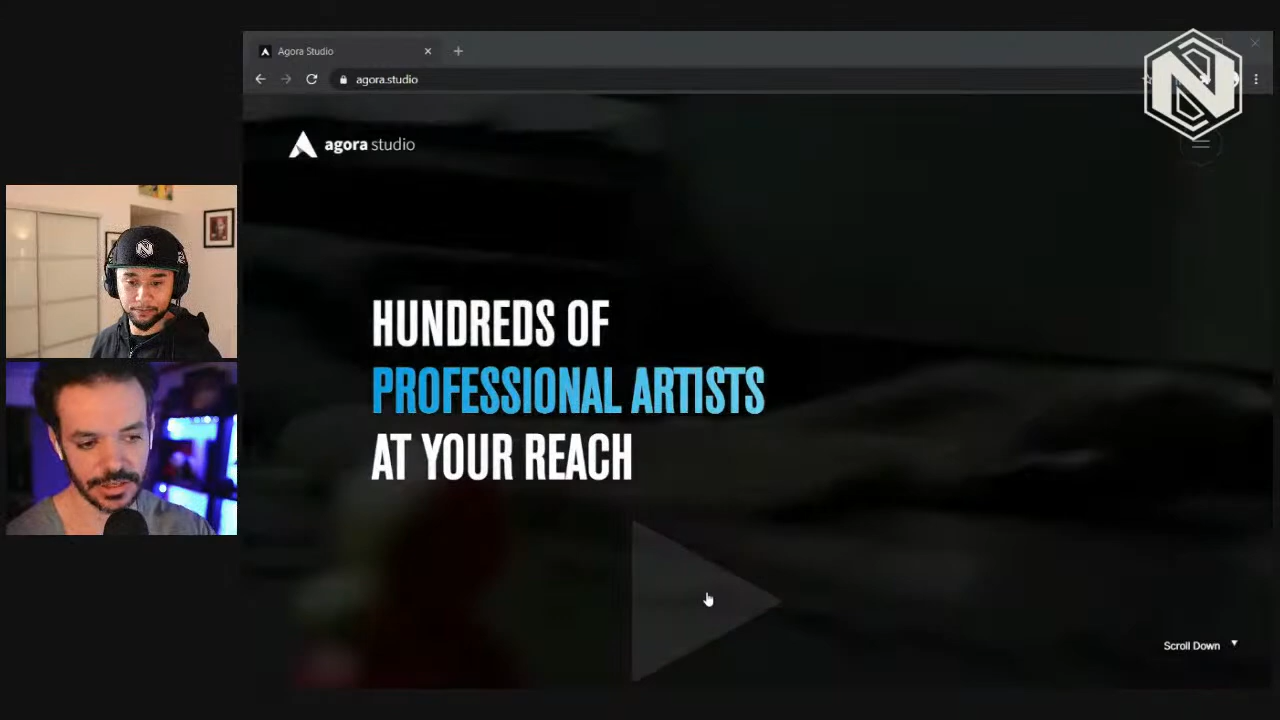 Agora Studio
agora.studio
agora studio
HUNDREDS OF
PROFESSIONAL ARTISTS
AT YOUR REACH
Scroll Down